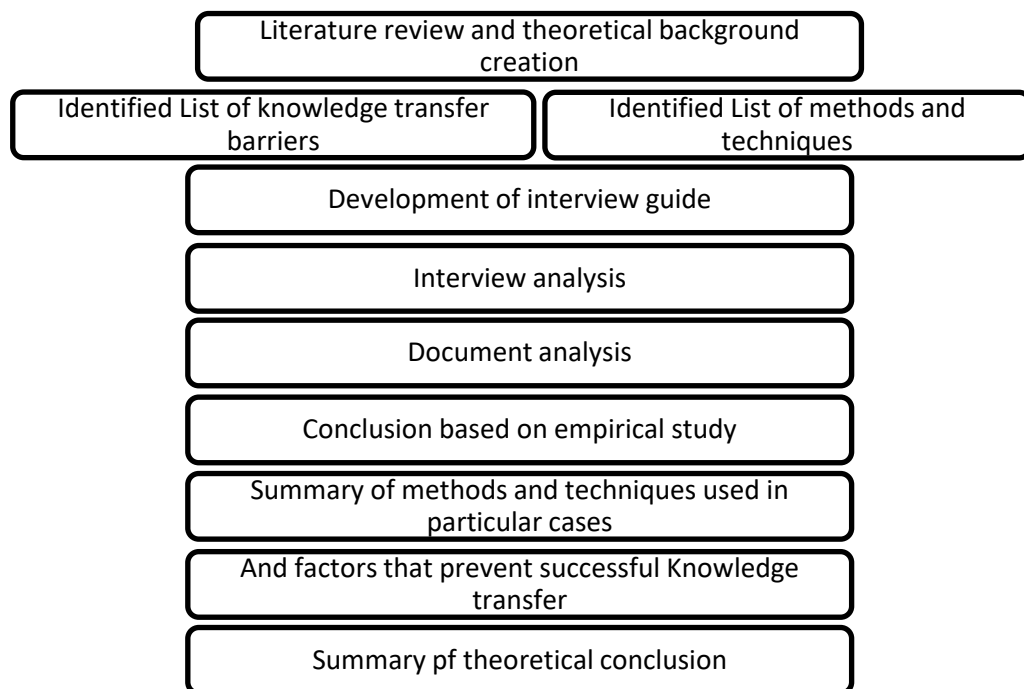 Literature review and theoretical background
creation
Identified List of knowledge transfer
barriers
Identified List of methods and
techniques
Development of interview guide
Interview analysis
Document analysis
Conclusion based on empirical study
Summary of methods and techniques used in
particular cases
And factors that prevent successful Knowledge
transfer
Summary pf theoretical conclusion